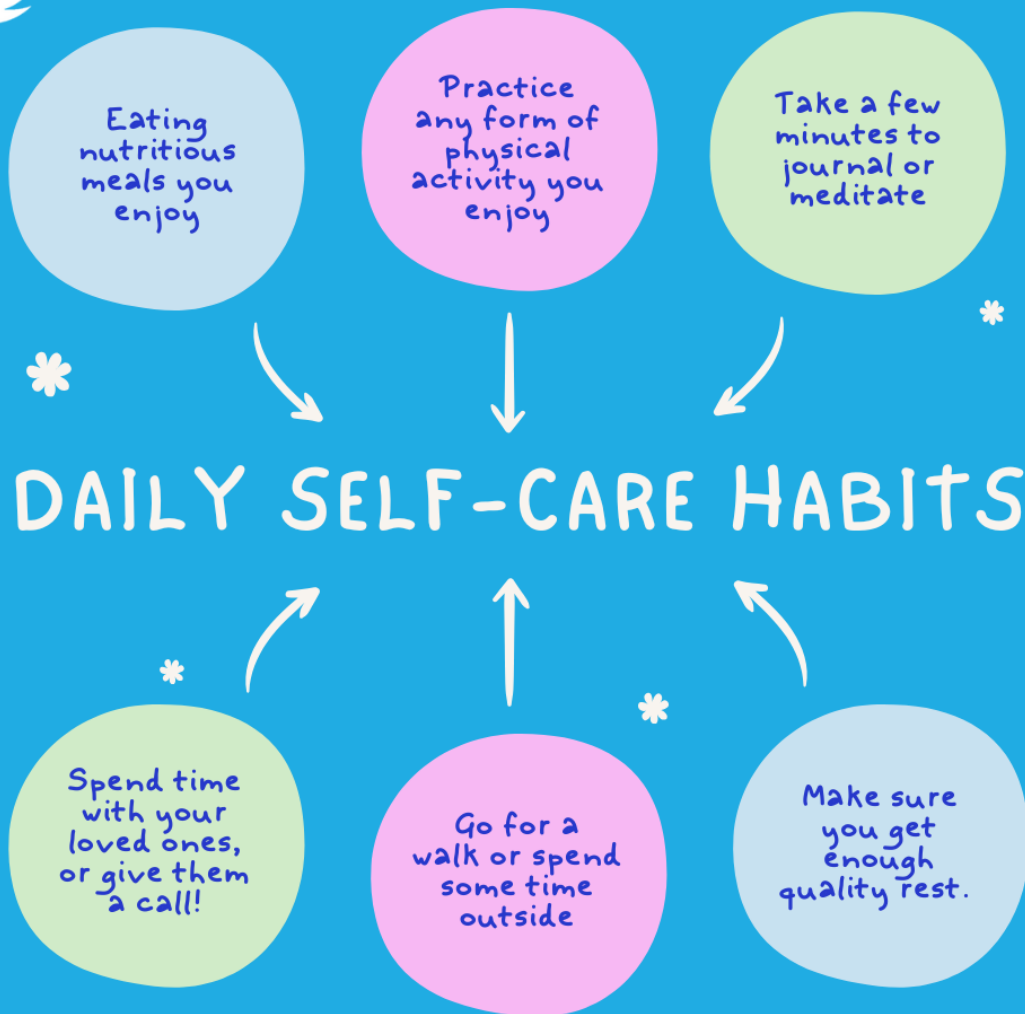 Eating
nutritious
meals you
enjoy
Practice
any form of
physical
activity you
enjoy
Take a few
minutes to
journal or
meditate
DAILY SELF-CARE HABITS
Spend time
with your
loved ones,
or give them
a call!
Go for a
walk or spend
some time
outside
Make sure
you get
enough
quality rest.